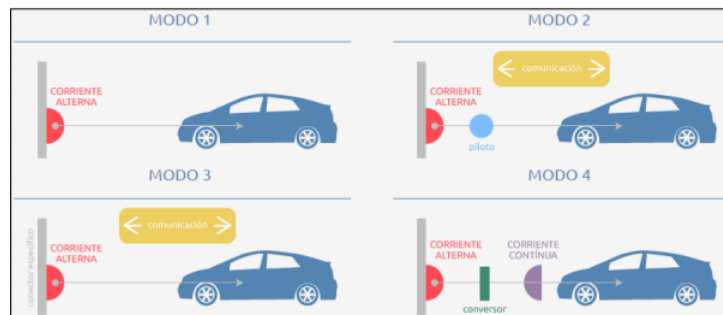 MODO 1
CORRIENTE
ALTERNA
MODO 2
comunicación
CORRIENTE
ALTERNA
piloto
MODO 3
comunicación
conector específico
CORRIENTE
ALTERNA
MODO 4
CORRIENTE
ALTERNA
CORRIENTE
CONTÍNUA
conversor